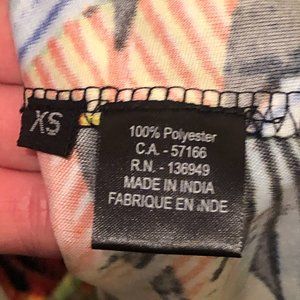 XS
100% Polyester
C.A. - 57166
R.N. - 136949
MADE IN INDIA
FABRIQUE EN INDE